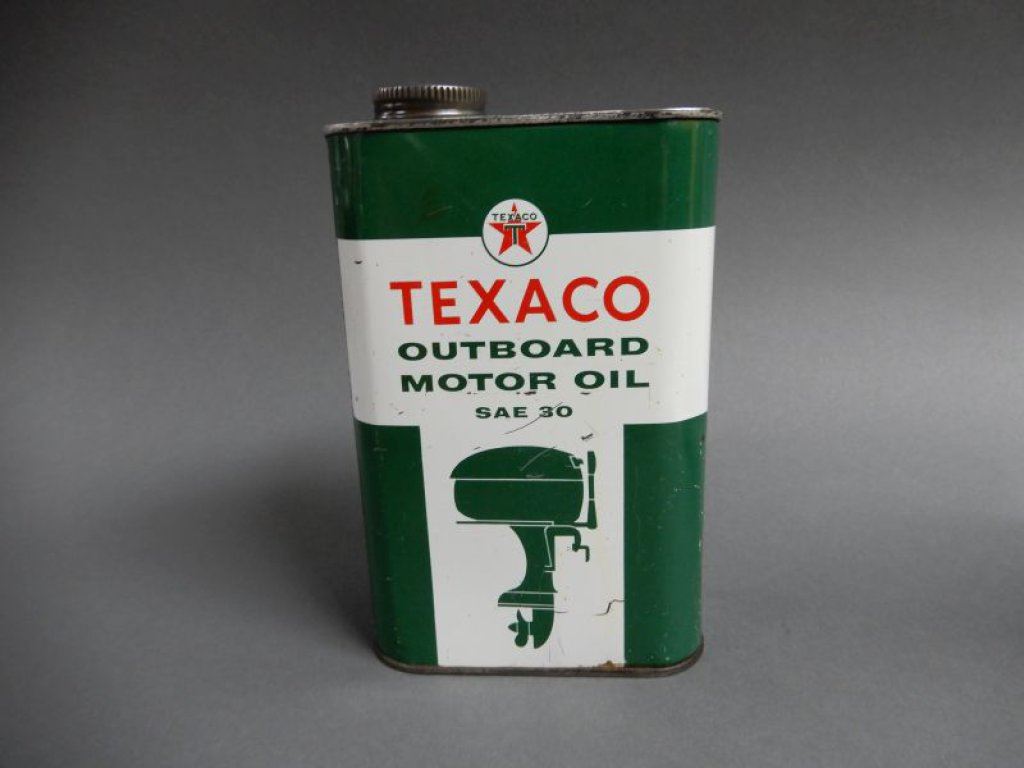 TEXACO
T
TEXACO
OUTBOARD
MOTOR OIL
SAE 30